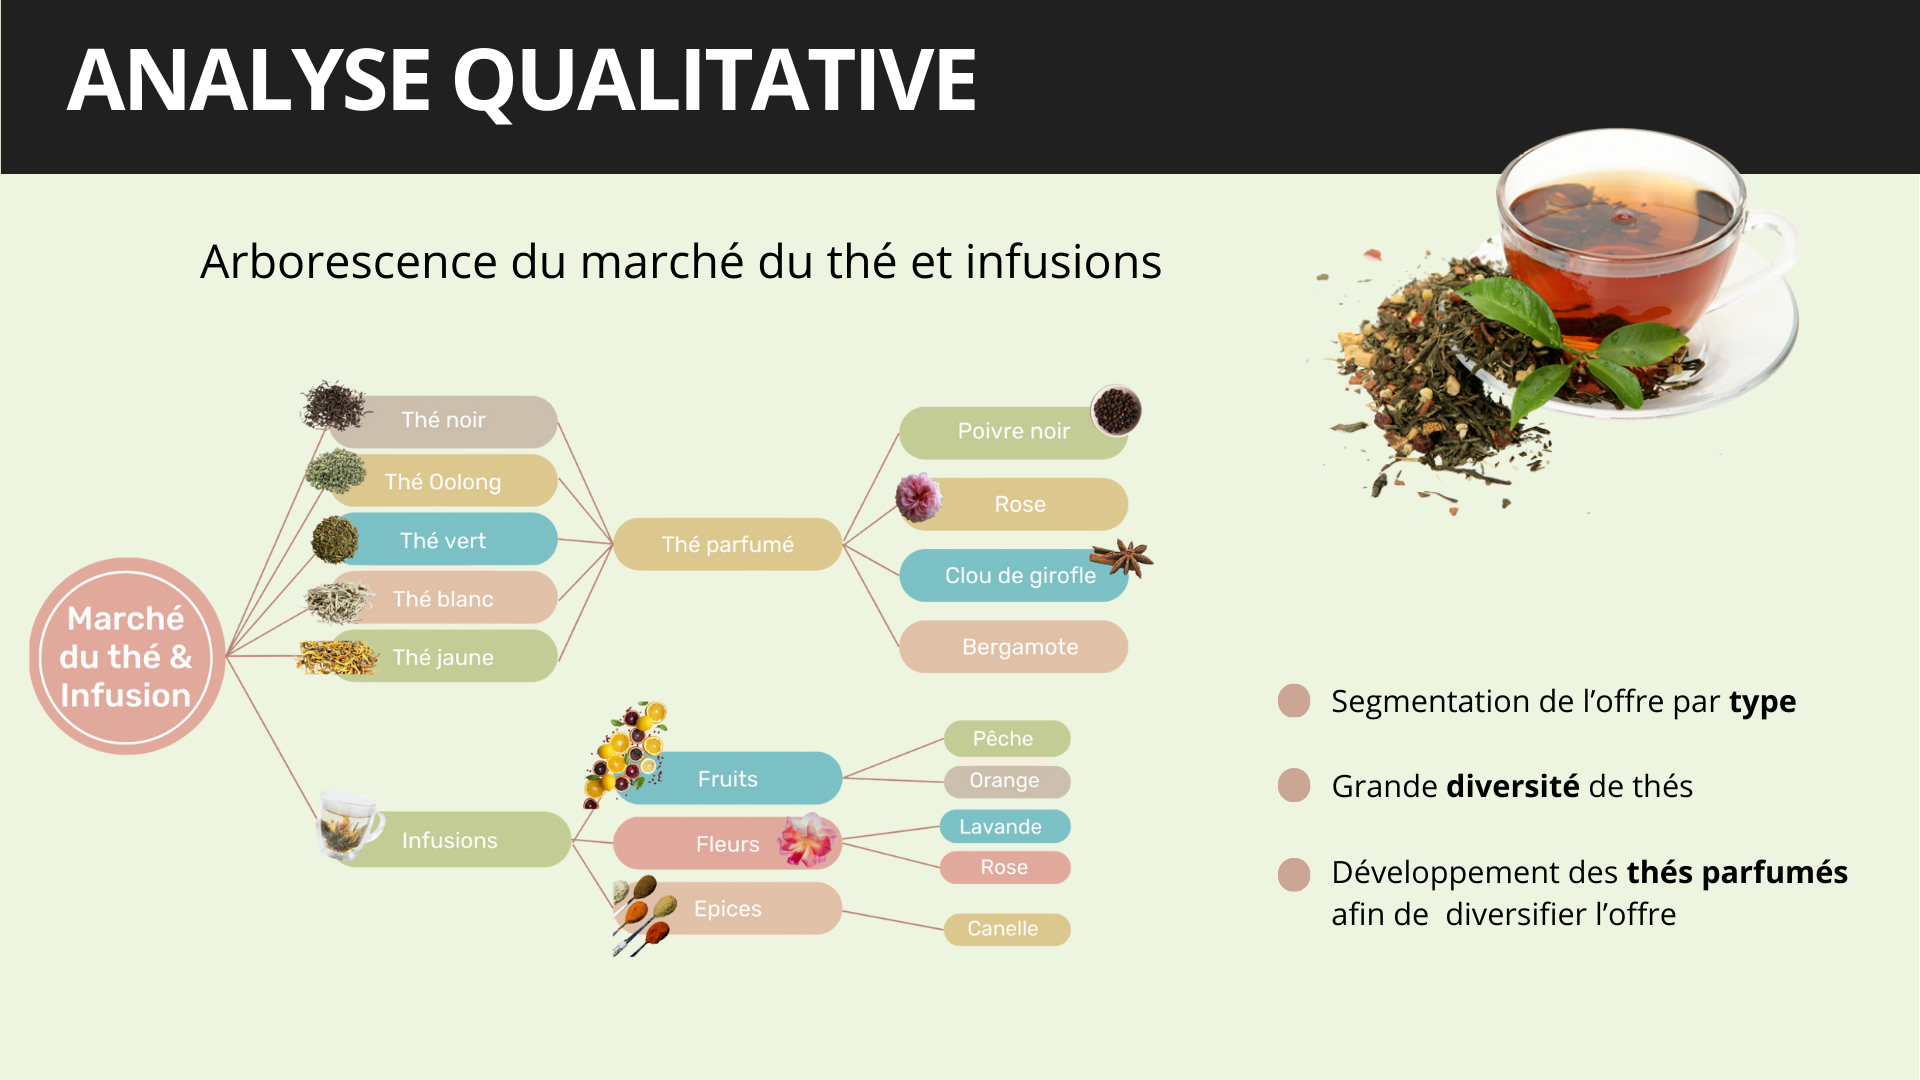 ANALYSE QUALITATIVE
Arborescence du marché du thé et infusions
Marché
du thé &
Infusion
Thé noir
Thé Oolong
Thé vert
Thé blanc
Thé jaune
Thé parfumé
Poivre noir
Rose
Clou de girofle
Bergamote
Infusions
Fruits
Fleurs
Epices
Pêche
Orange
Lavande
Rose
Canelle
Segmentation de l’offre par type
Grande diversité de thés
Développement des thés parfumés
afin de  diversifier l’offre